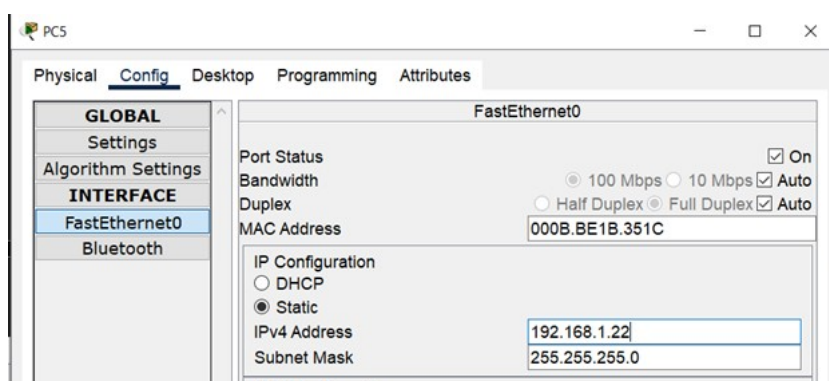 PC5
Physical Config Desktop Programming Attributes
GLOBAL
Settings
Algorithm Settings
INTERFACE
FastEthernet0
Bluetooth
FastEthernet0
Port Status On
Bandwidth 100 Mbps 10 Mbps Auto
Duplex Half Duplex Full Duplex Auto
MAC Address 000B.BE1B.351C
IP Configuration
DHCP
Static
IPv4 Address 192.168.1.22
Subnet Mask 255.255.255.0